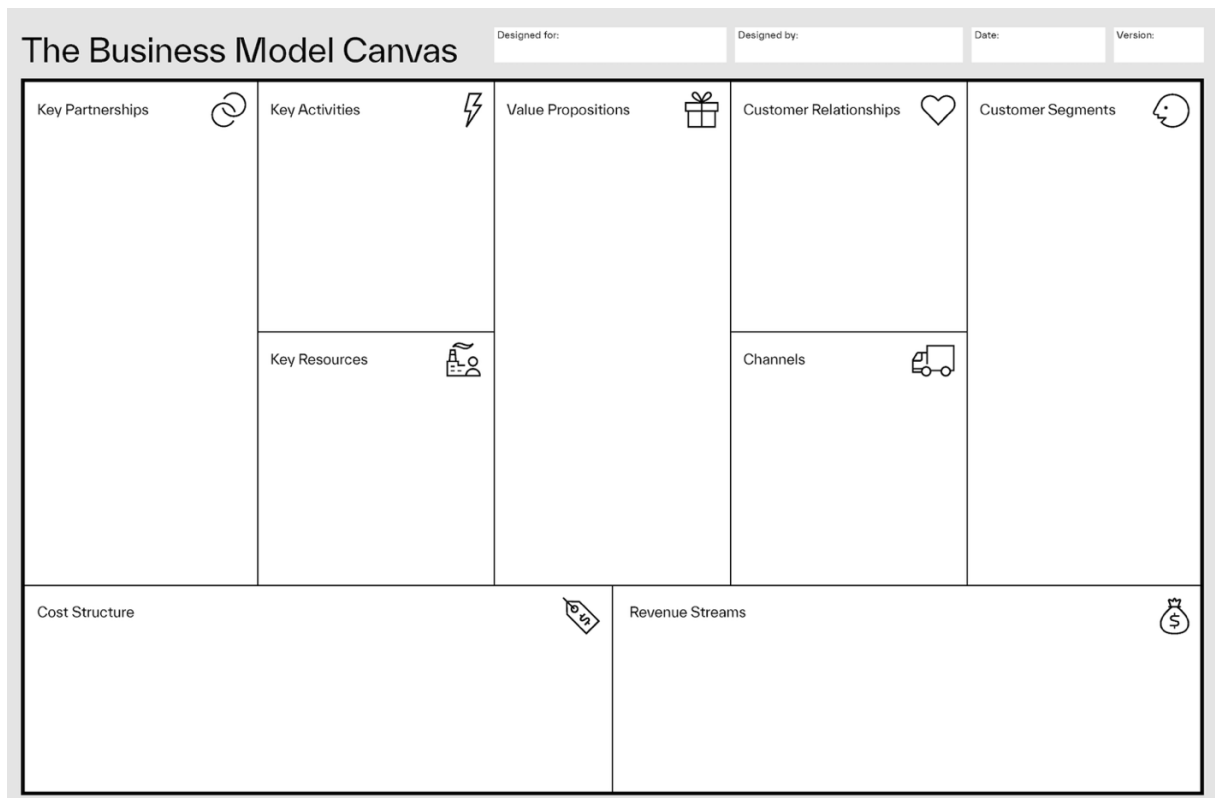 The Business Model Canvas
Designed for:
Designed by:
Date:
Version:
Key Partnerships
Key Activities
Value Propositions
Customer Relationships
Customer Segments
Key Resources
Channels
Cost Structure
$
Revenue Streams
$